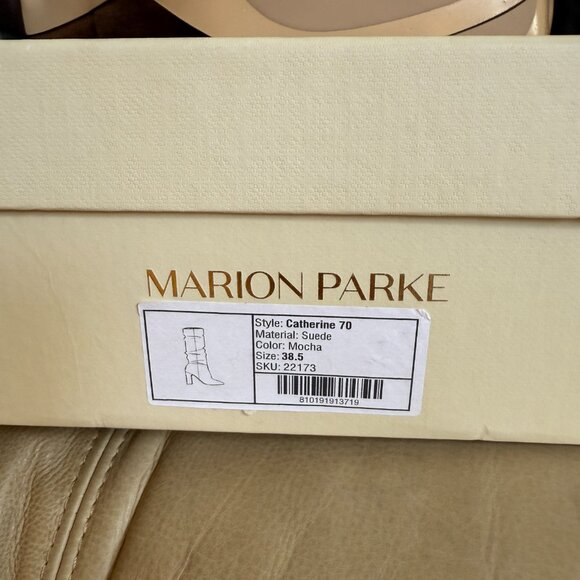 MARION PARKE
Style: Catherine 70
Material: Suede
Color: Mocha
Size: 38.5
SKU: 22173
810191913719